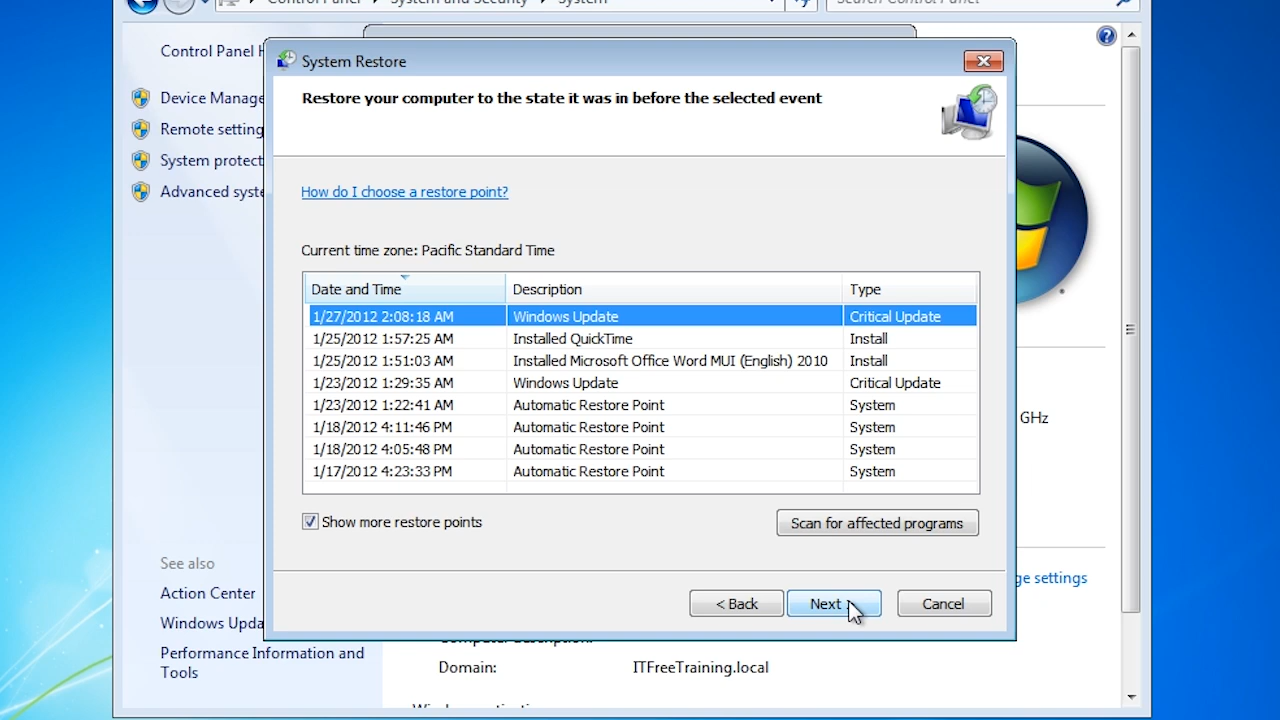 Control Panel
System and Security
System
Search Control Panel
Control Panel H
Device Manage
Remote setting
System protect
Advanced syste
System Restore
Restore your computer to the state it was in before the selected event
How do I choose a restore point?
Current time zone: Pacific Standard Time
Date and Time Description Type
1/27/2012 2:08:18 AM Windows Update Critical Update
1/25/2012 1:57:25 AM Installed QuickTime Install
1/25/2012 1:51:03 AM Installed Microsoft Office Word MUI (English) 2010 Install
1/23/2012 1:29:35 AM Windows Update Critical Update
1/23/2012 1:22:41 AM Automatic Restore Point System
1/18/2012 4:11:46 PM Automatic Restore Point System
1/18/2012 4:05:48 PM Automatic Restore Point System
1/17/2012 4:23:33 PM Automatic Restore Point System
Show more restore points
Scan for affected programs
< Back
Next >
Cancel
GHz
ge settings
See also
Action Center
Windows Upda
Performance Information and
Tools
Computer description:
Domain: ITFreeTraining.local